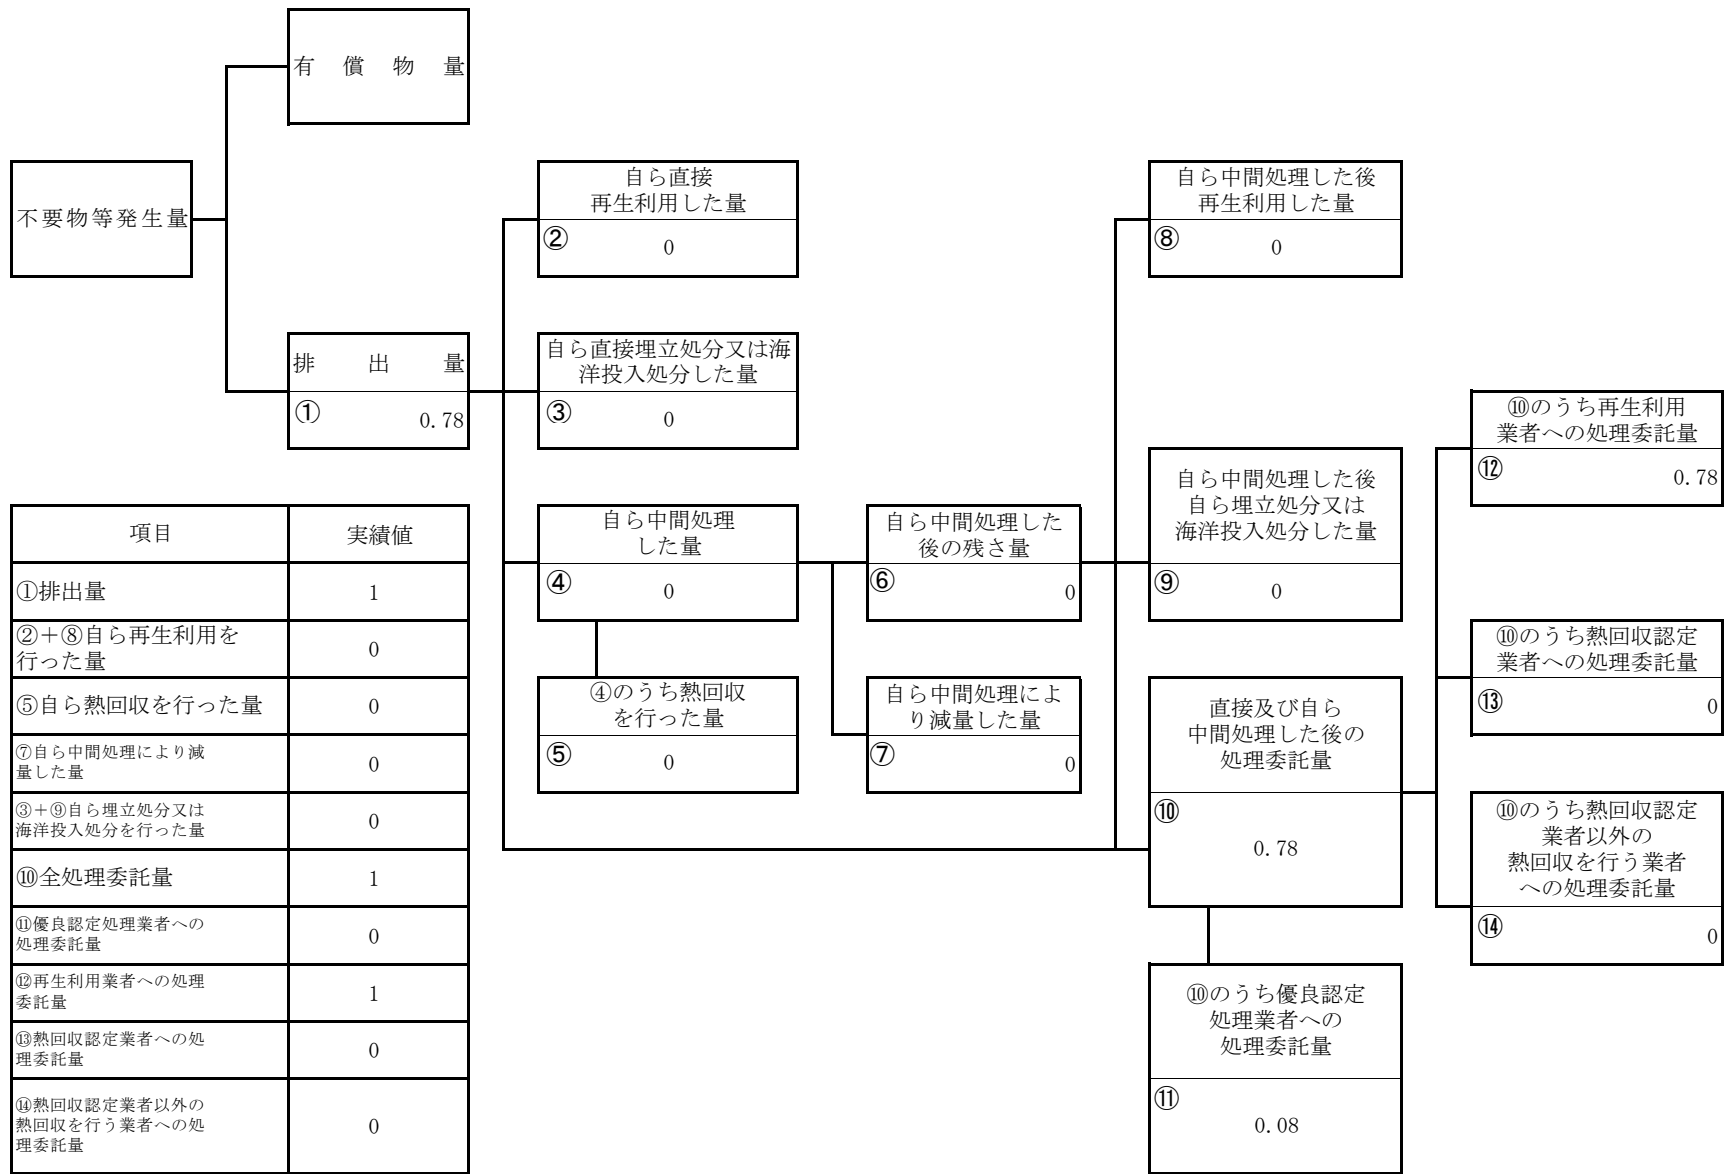 有償物量
不要物等発生量
排出量
①
0.78
自ら直接
再生利用した量
②
0
自ら直接埋立処分又は海
洋投入処分した量
③
0
自ら中間処理
した量
④
0
④のうち熱回収
を行った量
⑤
0
自ら中間処理した
後の残さ量
⑥
0
自ら中間処理によ
り減量した量
⑦
0
自ら中間処理した後
再生利用した量
⑧
0
自ら中間処理した後
自ら埋立処分又は
海洋投入処分した量
⑨
0
直接及び自ら
中間処理した後の
処理委託量
⑩
0.78
⑩のうち優良認定
処理業者への
処理委託量
⑪
0.08
⑩のうち再生利用
業者への処理委託量
⑫
0.78
⑩のうち熱回収認定
業者への処理委託量
⑬
0
⑩のうち熱回収認定
業者以外の
熱回収を行う業者
への処理委託量
⑭
0
項目 実績値
①排出量 1
②+⑧自ら再生利用を
行った量 0
⑤自ら熱回収を行った量 0
⑦自ら中間処理により減
量した量 0
③+⑨自ら埋立処分又は
海洋投入処分を行った量 0
⑩全処理委託量 1
⑪優良認定処理業者への
処理委託量 0
⑫再生利用業者への処理
委託量 1
⑬熱回収認定業者への処
理委託量 0
⑭熱回収認定業者以外の
熱回収を行う業者への処
理委託量 0